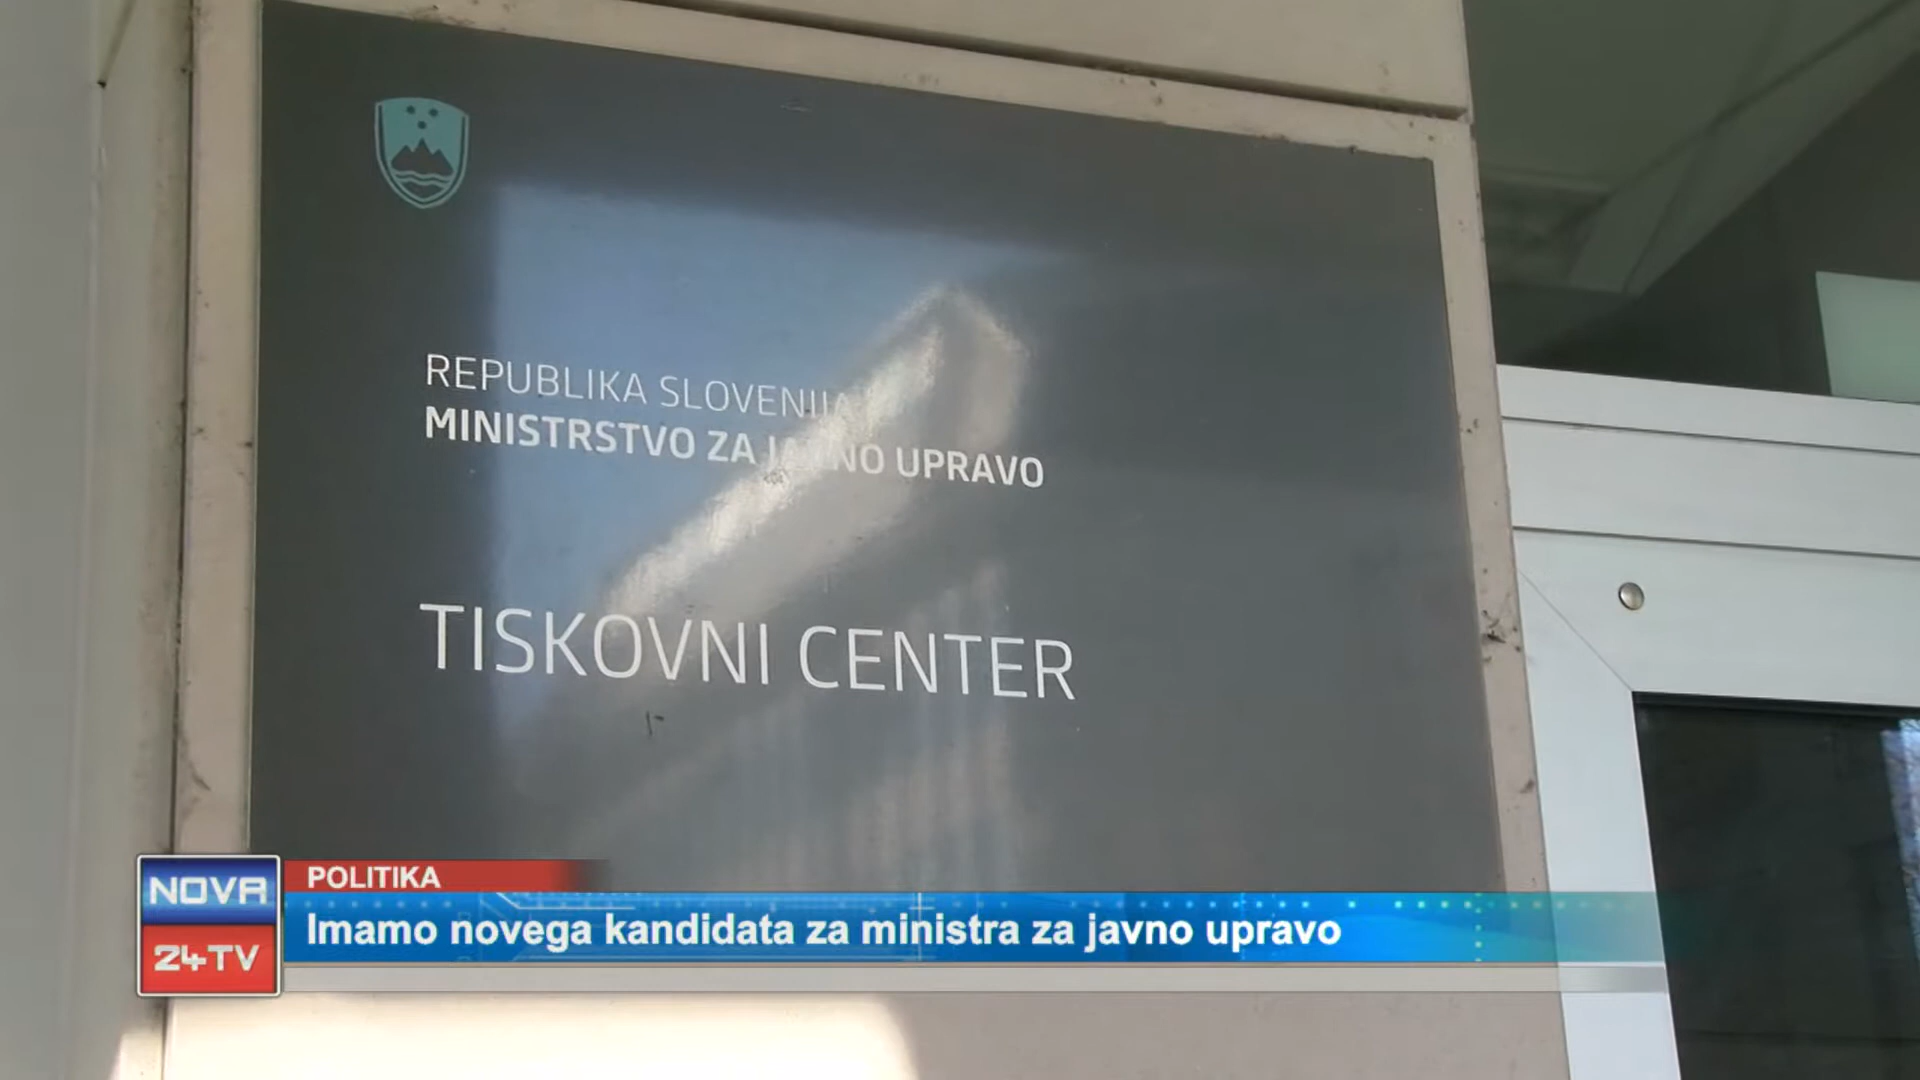 REPUBLIKA SLOVENIJA
MINISTRSTVO ZA JAVNO UPRAVO
TISKOVNI CENTER
NOVA
24TV
POLITIKA
Imamo novega kandidata za ministra za javno upravo